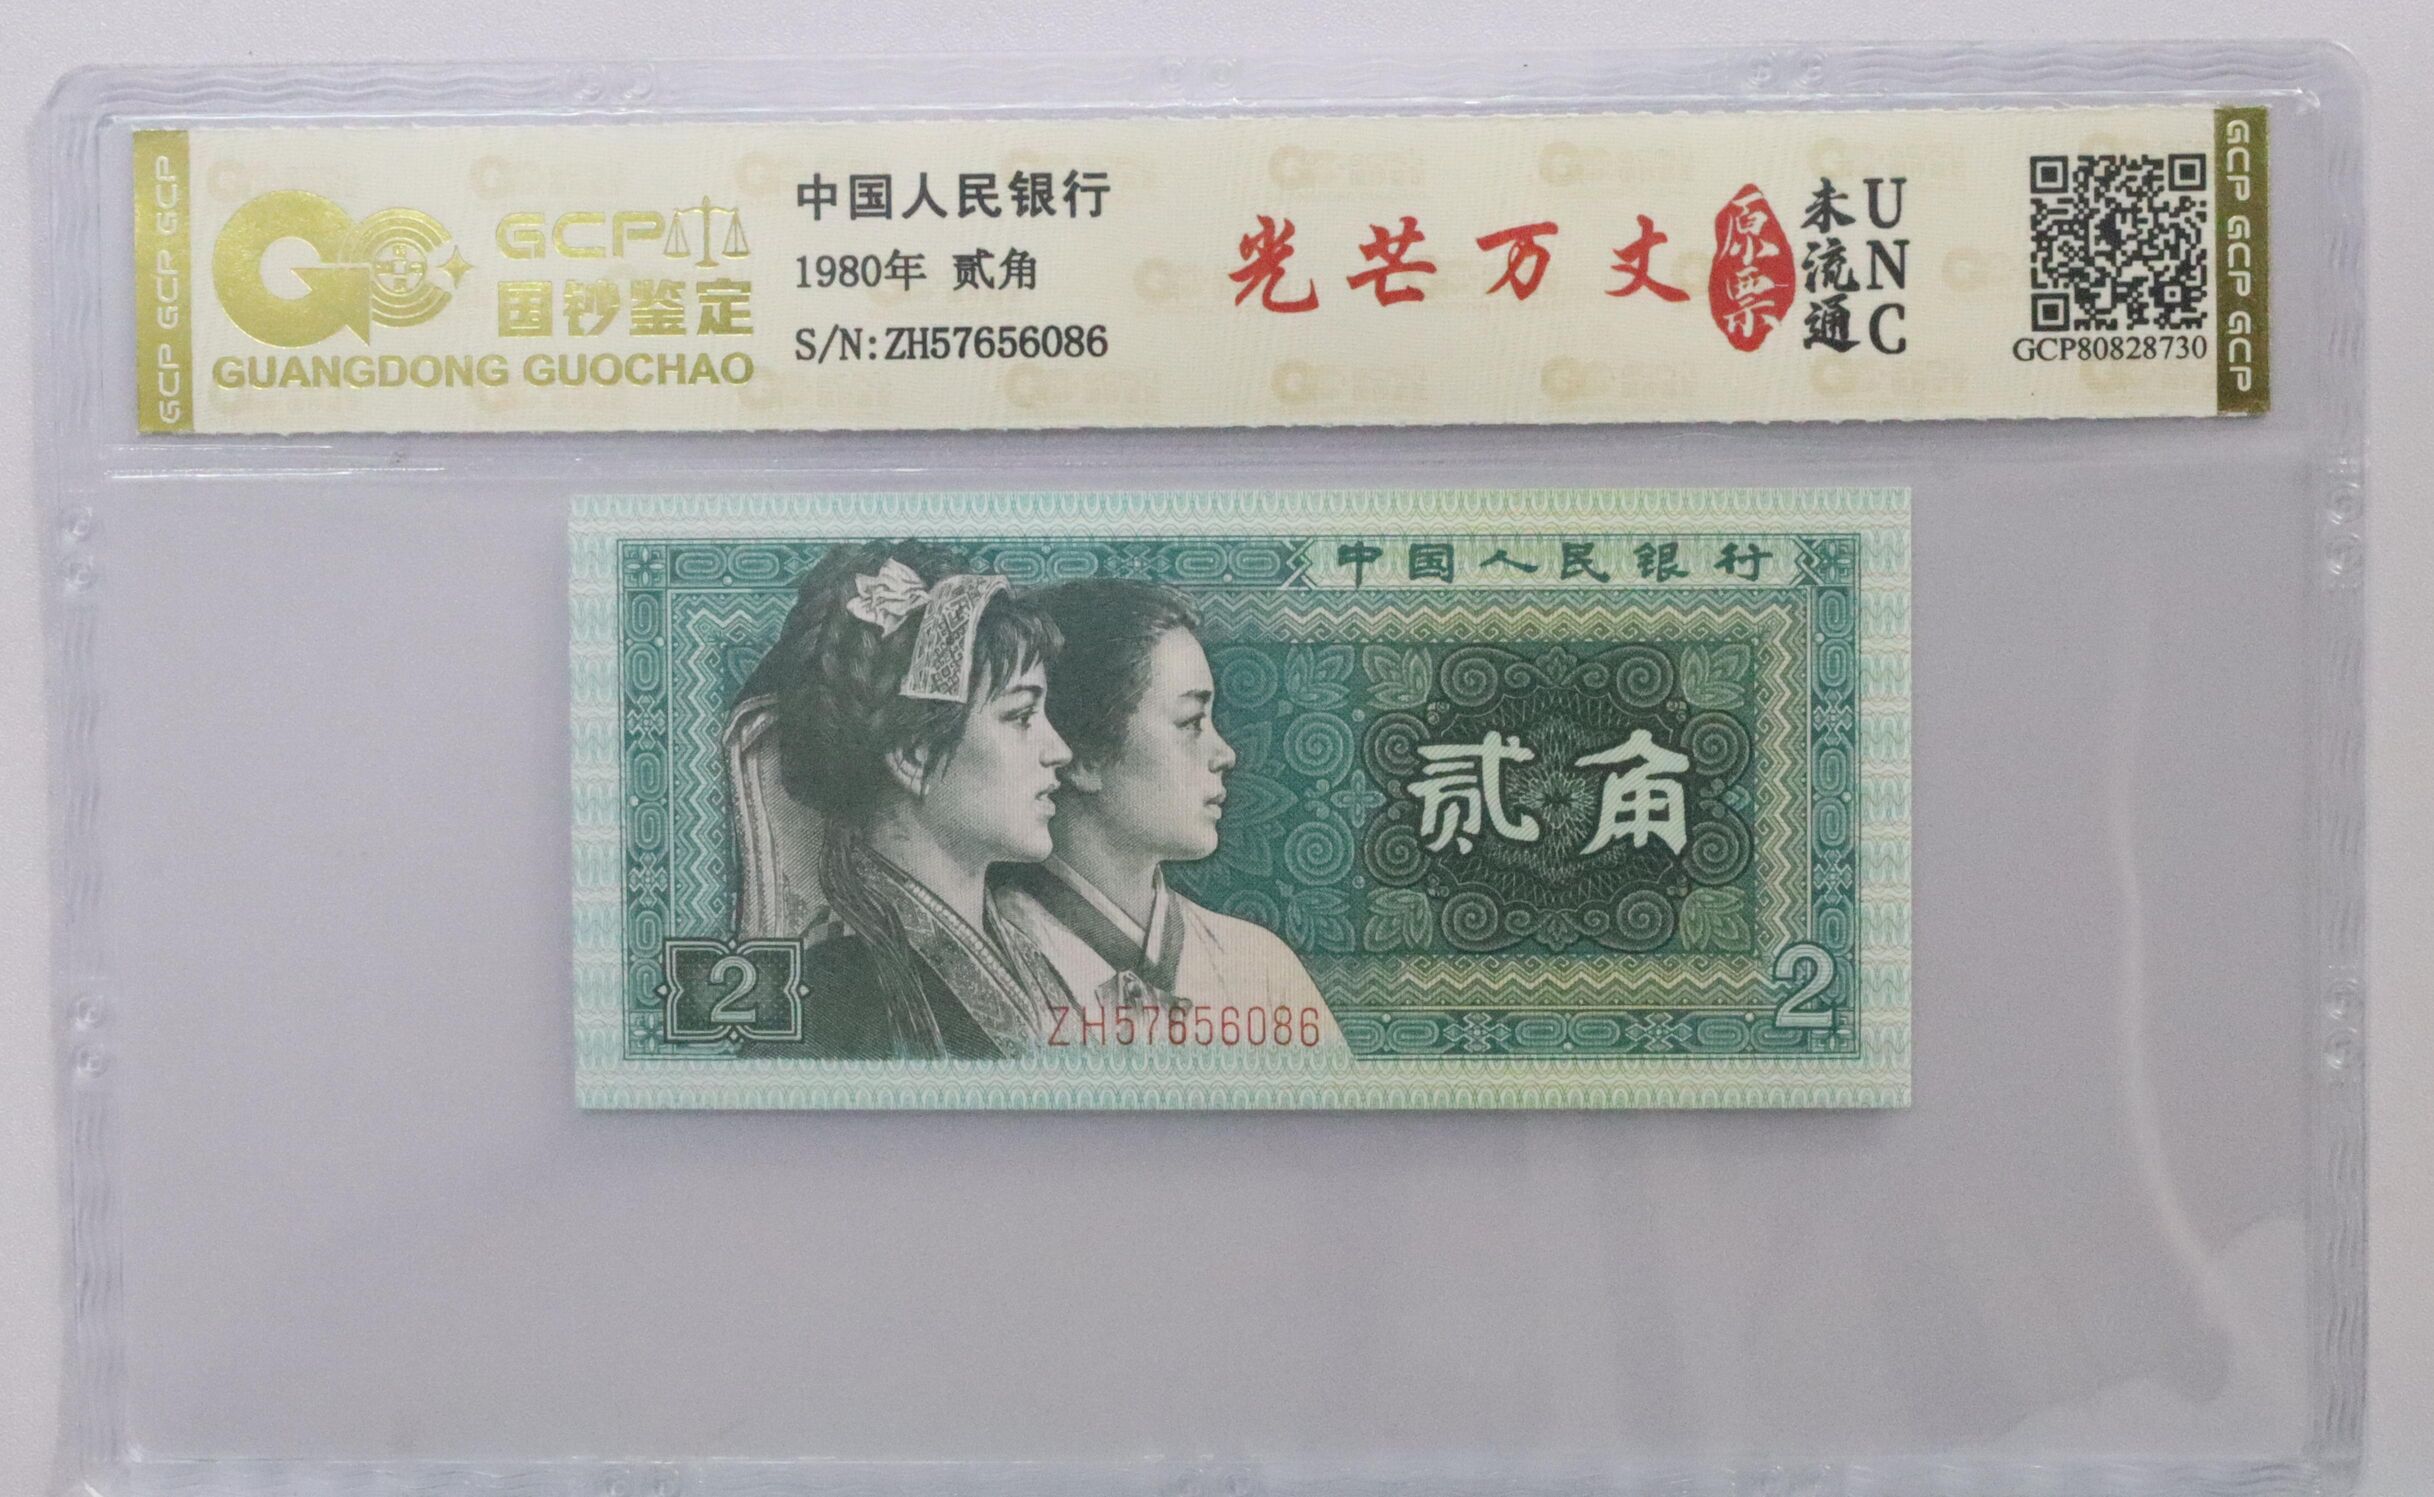 GCP
国钞鉴定
GUANGDONG GUOCHAO
中国人民银行
1980年 贰角
S/N:ZH57656086
光芒万丈
原票
未流通
UNC
GCP80828730
GCP GCP GCP
GCP GCP GCP GCP
中国人民银行
贰角
2
2
ZH57656086